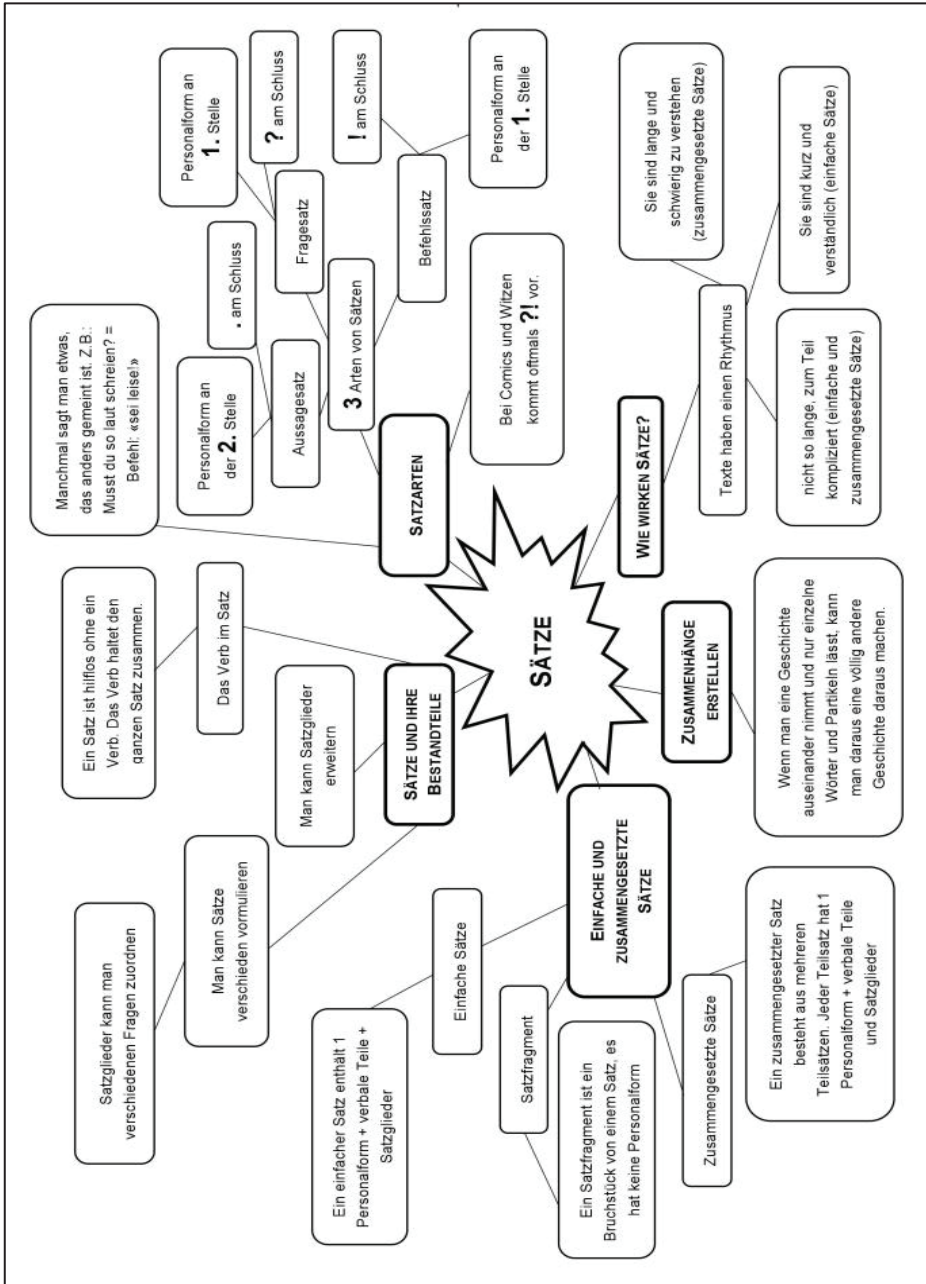 SÄTZE
SATZARTEN
Manchmal sagt man etwas,
das anders gemeint ist. Z.B.:
Musst du so laut schreien? =
Befehl: «sei leise!»
3 Arten von Sätzen
Aussagesatz
Personalform an
der 2. Stelle
. am Schluss
Fragesatz
Personalform an
1. Stelle
? am Schluss
Befehlssatz
! am Schluss
Personalform an
der 1. Stelle
Bei Comics und Witzen
kommt oftmals ?! vor.
WIE WIRKEN SÄTZE?
Texte haben einen Rhythmus
Sie sind lange und
schwierig zu verstehen
(zusammengesetzte Sätze)
Sie sind kurz und
verständlich (einfache Sätze)
nicht so lange, zum Teil
kompliziert (einfache und
zusammengesetzte Sätze)
ZUSAMMENHÄNGE
ERSTELLEN
Wenn man eine Geschichte
auseinander nimmt und nur einzelne
Wörter und Partikeln lässt, kann
man daraus eine völlig andere
Geschichte daraus machen.
EINFACHE UND
ZUSAMMENGESETZTE
SÄTZE
Einfache Sätze
Ein einfacher Satz enthält 1
Personalform + verbale Teile +
Satzglieder
Satzfragment
Ein Satzfragment ist ein
Bruchstück von einem Satz, es
hat keine Personalform
Zusammengesetzte Sätze
Ein zusammengesetzter Satz
besteht aus mehreren
Teilsätzen. Jeder Teilsatz hat 1
Personalform + verbale Teile
und Satzglieder
SÄTZE UND IHRE
BESTANDTEILE
Das Verb im Satz
Ein Satz ist hilflos ohne ein
Verb. Das Verb haltet den
ganzen Satz zusammen.
Man kann Satzglieder
erweitern
Man kann Sätze
verschieden vormulieren
Satzglieder kann man
verschiedenen Fragen zuordnen